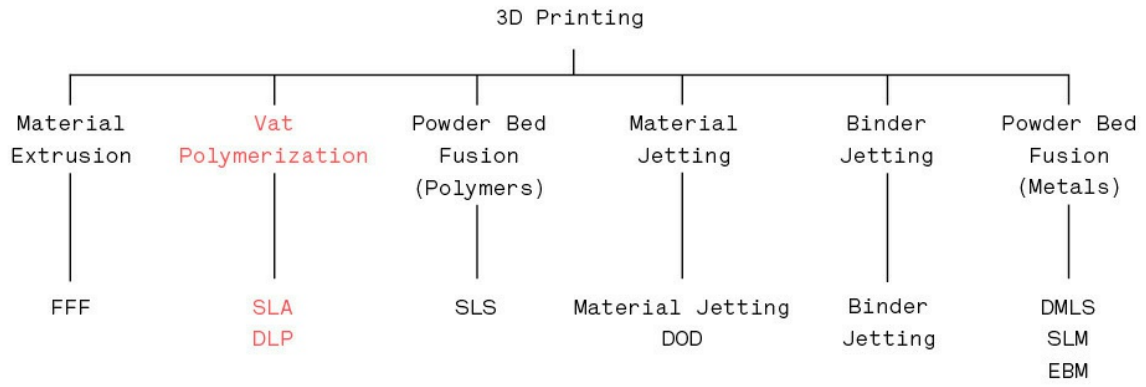 3D Printing
Material
Extrusion
Vat
Polymerization
Powder Bed
Fusion
(Polymers)
Material
Jetting
Binder
Jetting
Powder Bed
Fusion
(Metals)
FFF
SLA
DLP
SLS
Material Jetting
DOD
Binder
Jetting
DMLS
SLM
EBM